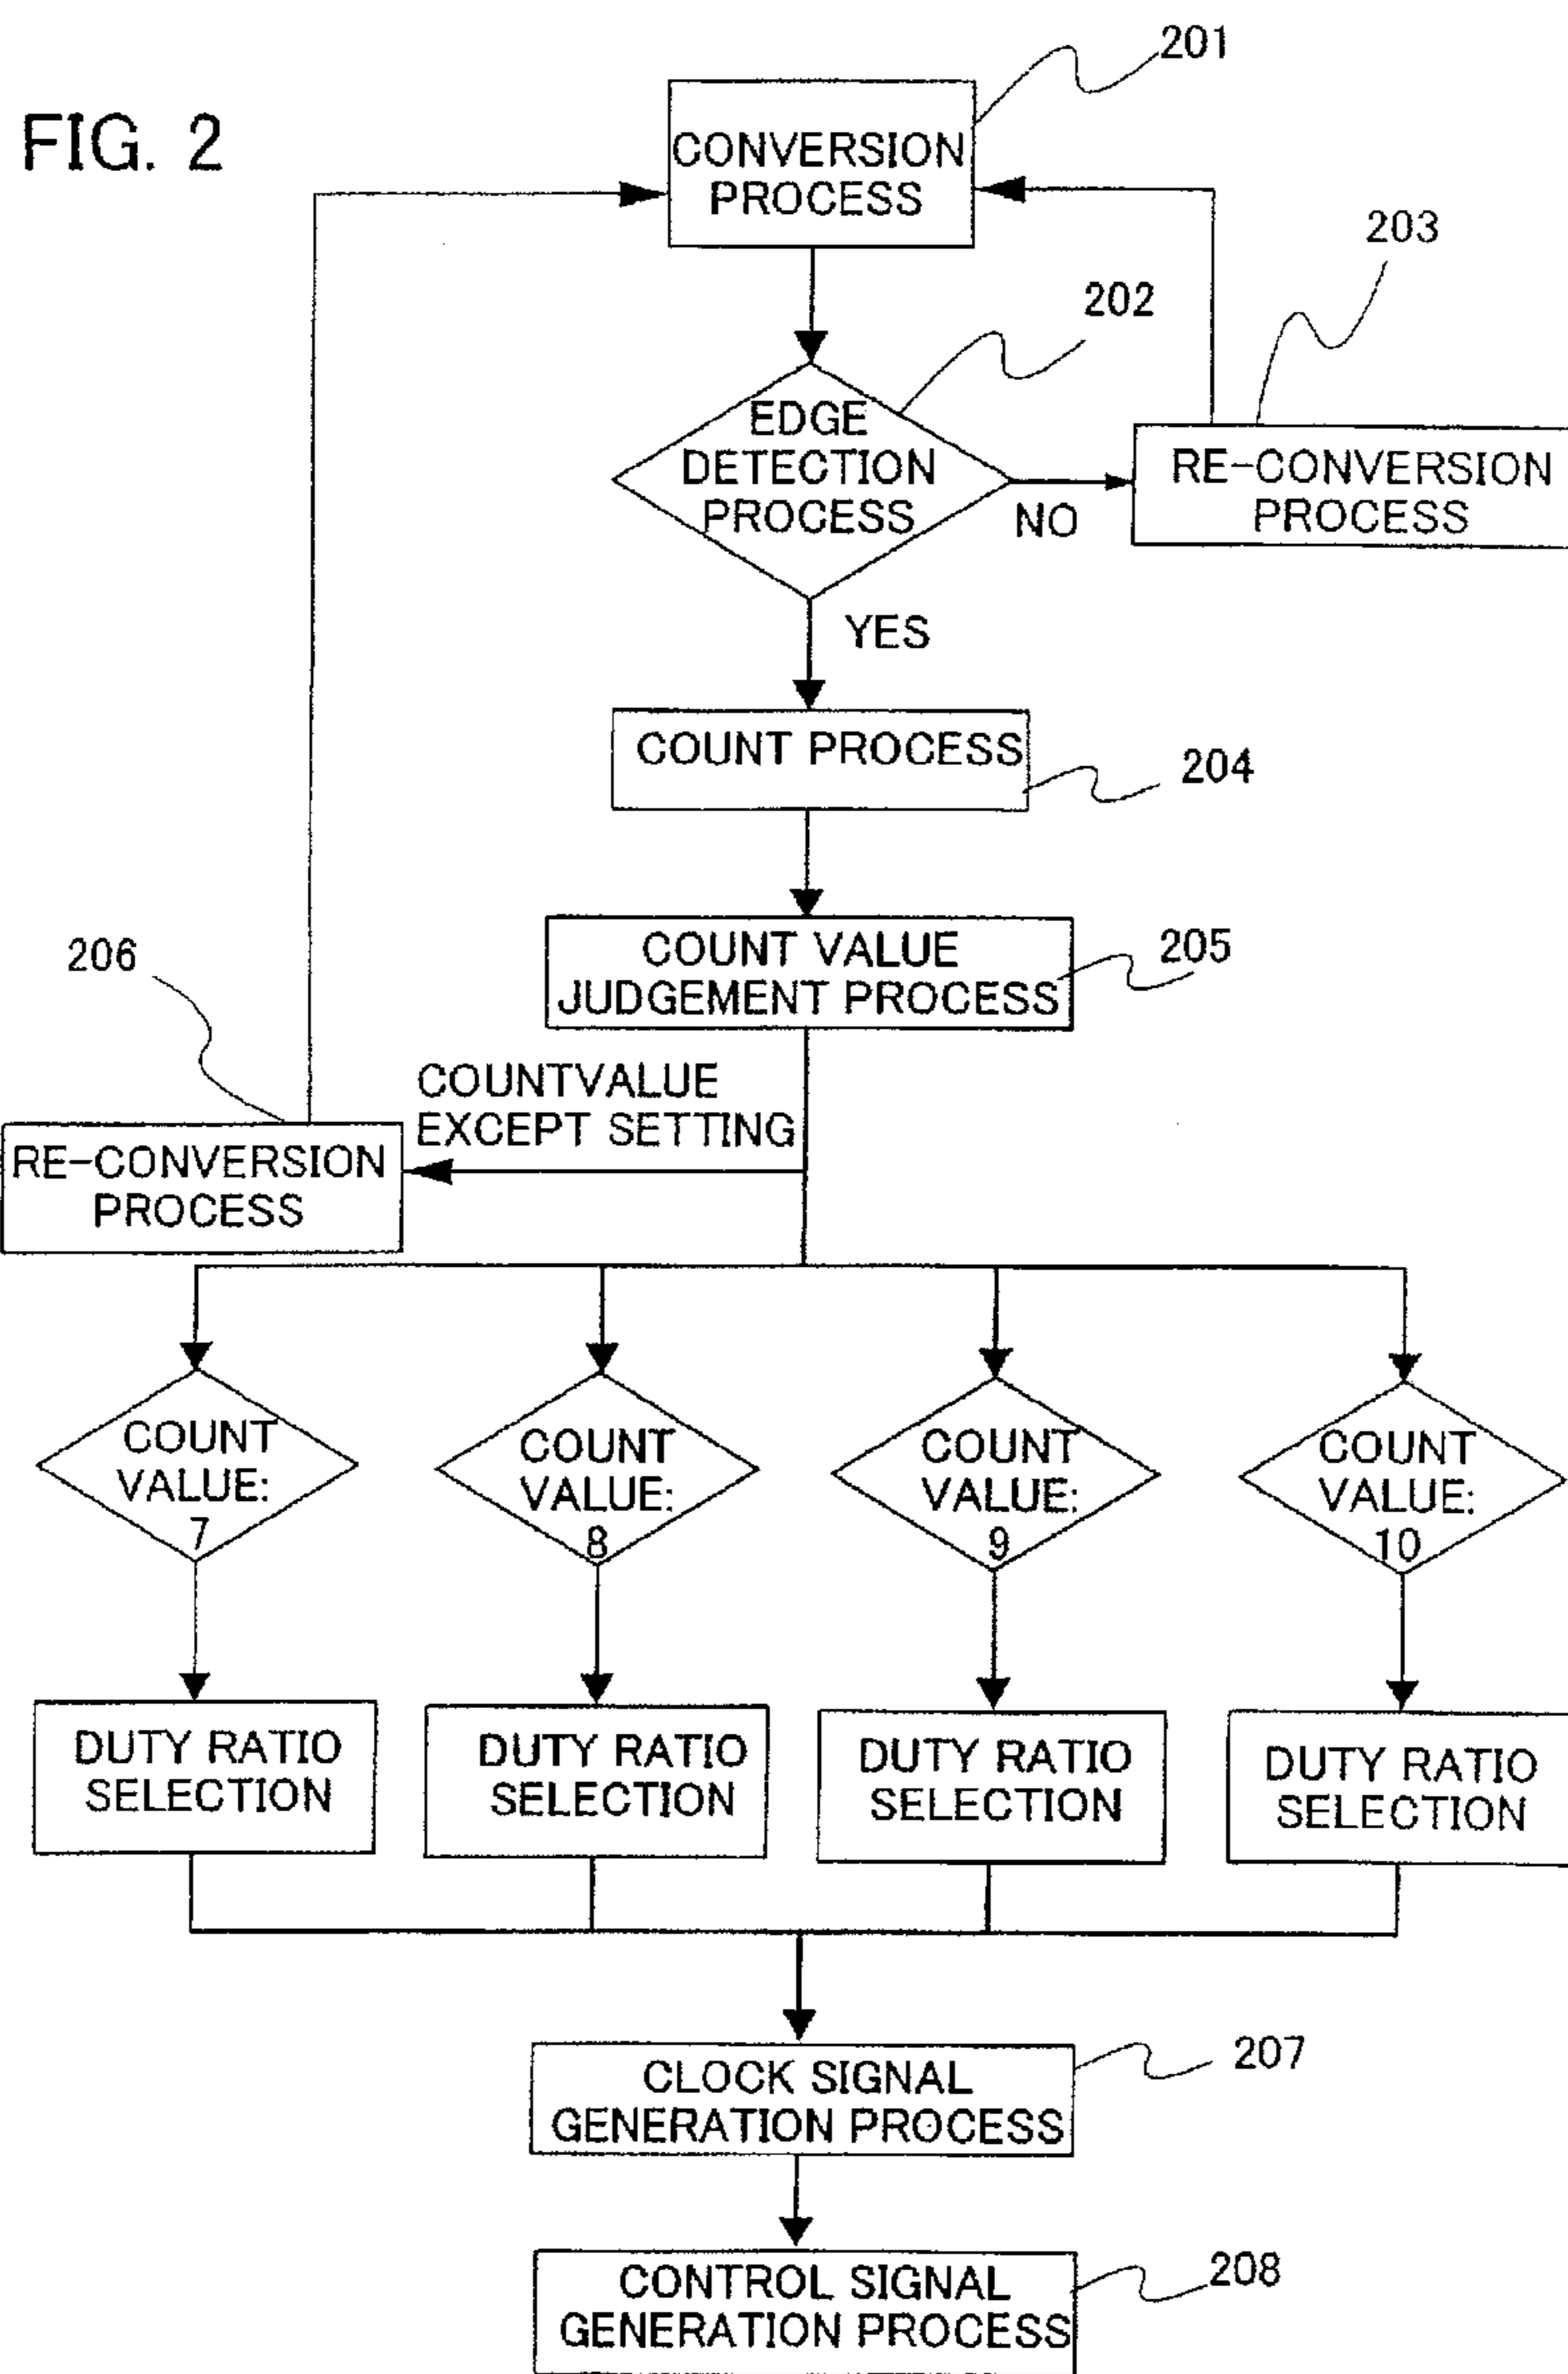 FIG. 2
201
CONVERSION
PROCESS
203
202
EDGE
DETECTION
PROCESS
NO
RE-CONVERSION
PROCESS
YES
COUNT PROCESS
204
COUNT VALUE
JUDGEMENT PROCESS
205
206
COUNTVALUE
EXCEPT SETTING
RE-CONVERSION
PROCESS
COUNT
VALUE:
7
COUNT
VALUE:
8
COUNT
VALUE:
9
COUNT
VALUE:
10
DUTY RATIO
SELECTION
DUTY RATIO
SELECTION
DUTY RATIO
SELECTION
DUTY RATIO
SELECTION
CLOCK SIGNAL
GENERATION PROCESS
207
CONTROL SIGNAL
GENERATION PROCESS
208